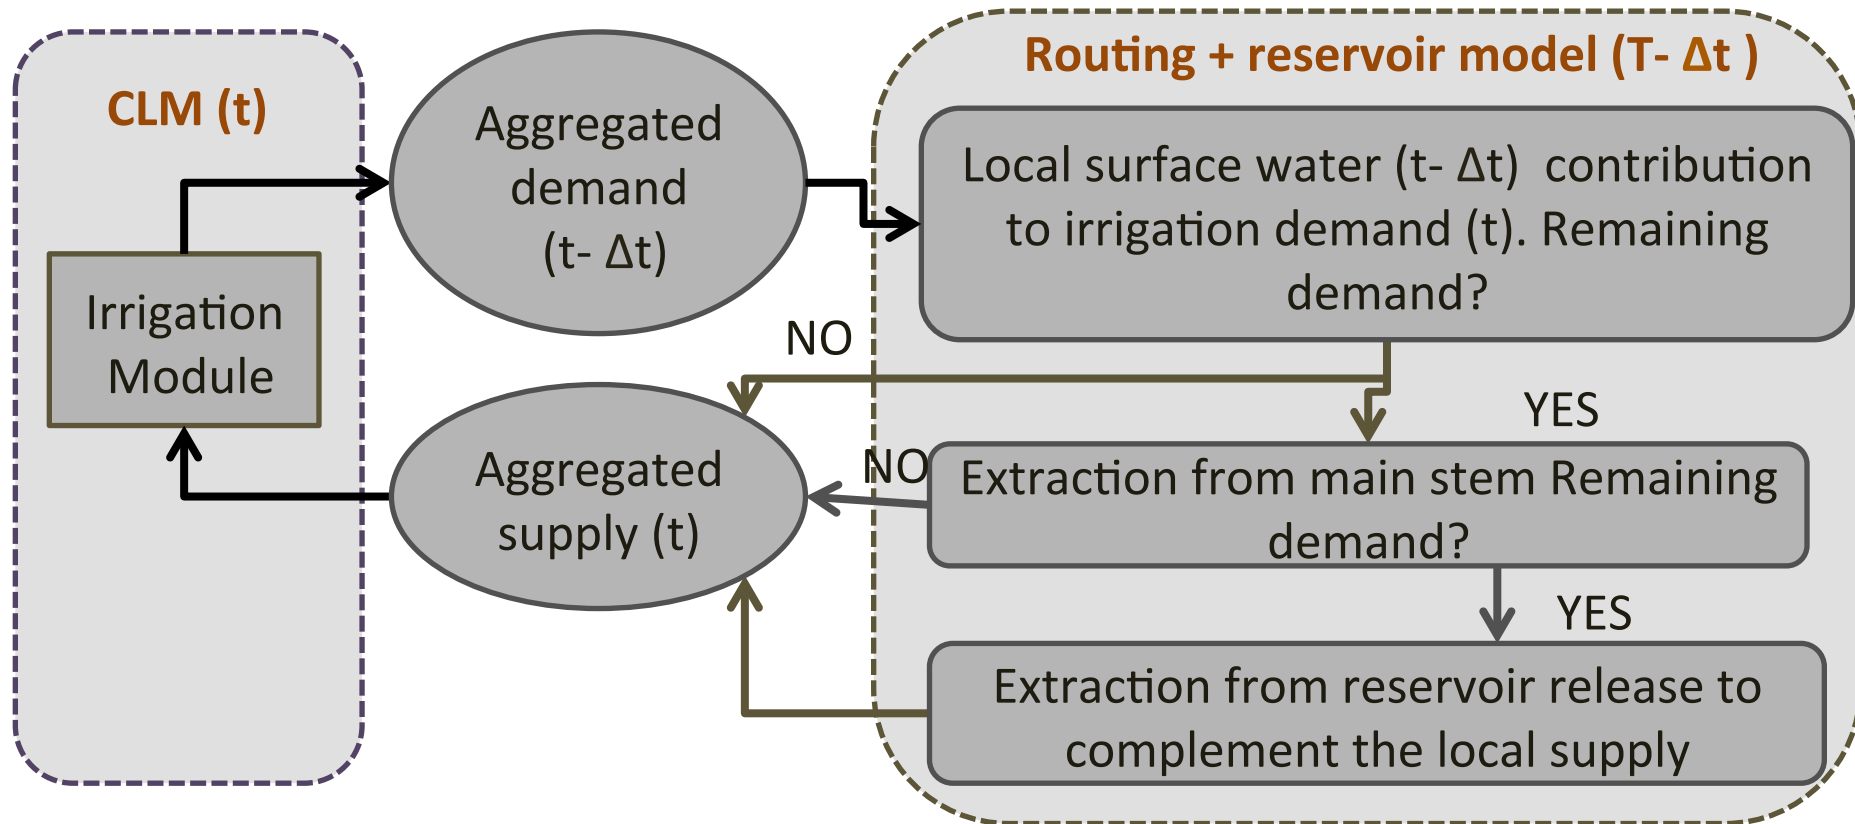 CLM (t)
Irrigation
Module
Aggregated
demand
(t- Δt)
Routing + reservoir model (T- Δt )
Local surface water (t- Δt) contribution
to irrigation demand (t). Remaining
demand?
NO
YES
Aggregated
supply (t)
NO
Extraction from main stem Remaining
demand?
YES
Extraction from reservoir release to
complement the local supply